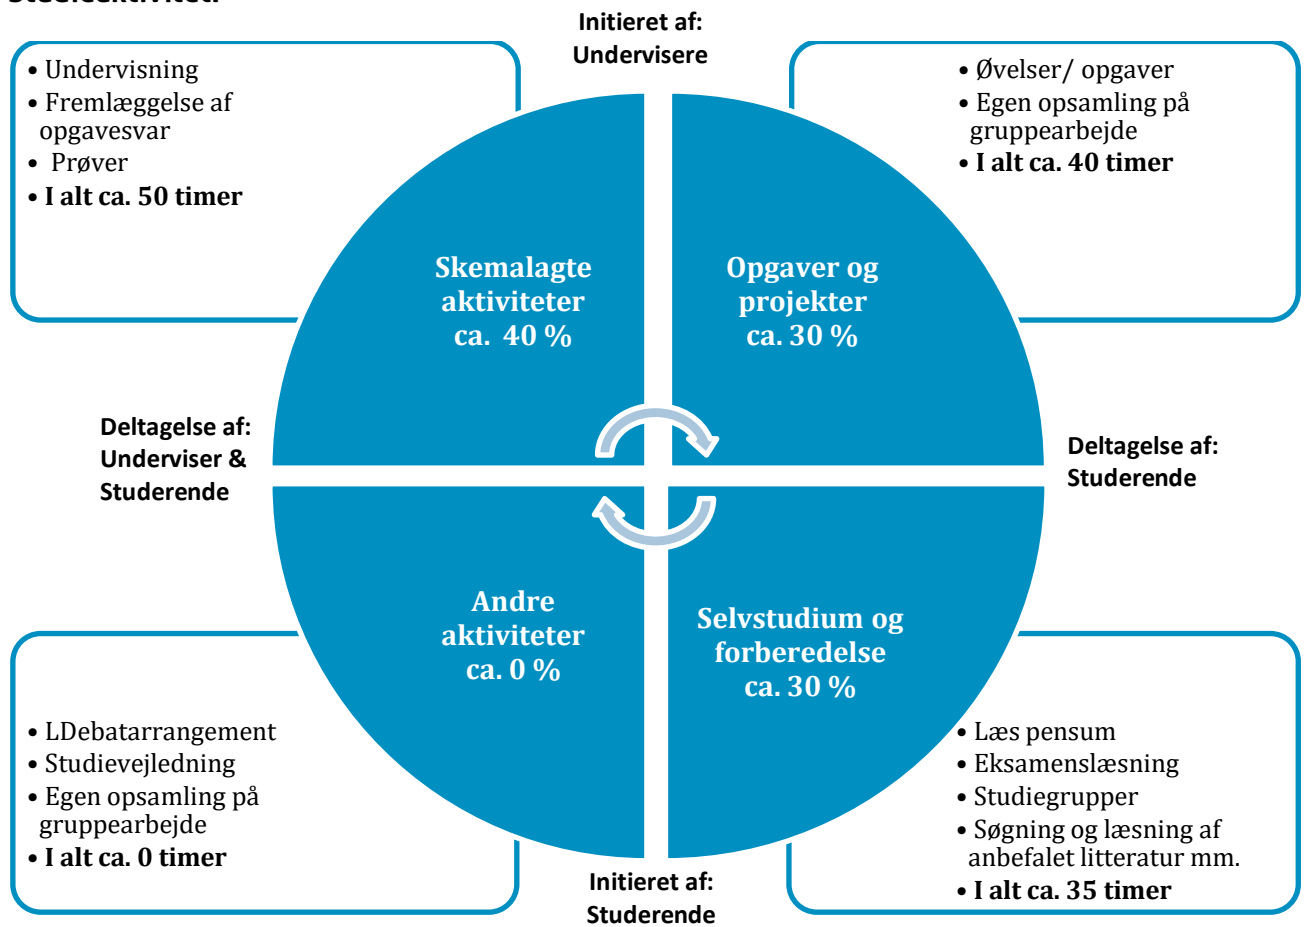 Initieret af:
Undervisere
• Undervisning
• Fremlæggelse af
opgavesvar
• Prøver
• I alt ca. 50 timer
• Øvelser/ opgaver
• Egen opsamling på
gruppearbejde
• I alt ca. 40 timer
Skemalagte
aktiviteter
ca. 40 %
Opgaver og
projekter
ca. 30 %
Deltagelse af:
Underviser &
Studerende
Deltagelse af:
Studerende
Andre
aktiviteter
ca. 0 %
Selvstudium og
forberedelse
ca. 30 %
• LDebatarrangement
• Studievejledning
• Egen opsamling på
gruppearbejde
• I alt ca. 0 timer
• Læs pensum
• Eksamenslæsning
• Studiegrupper
• Søgning og læsning af
anbefalet litteratur mm.
• I alt ca. 35 timer
Initieret af:
Studerende